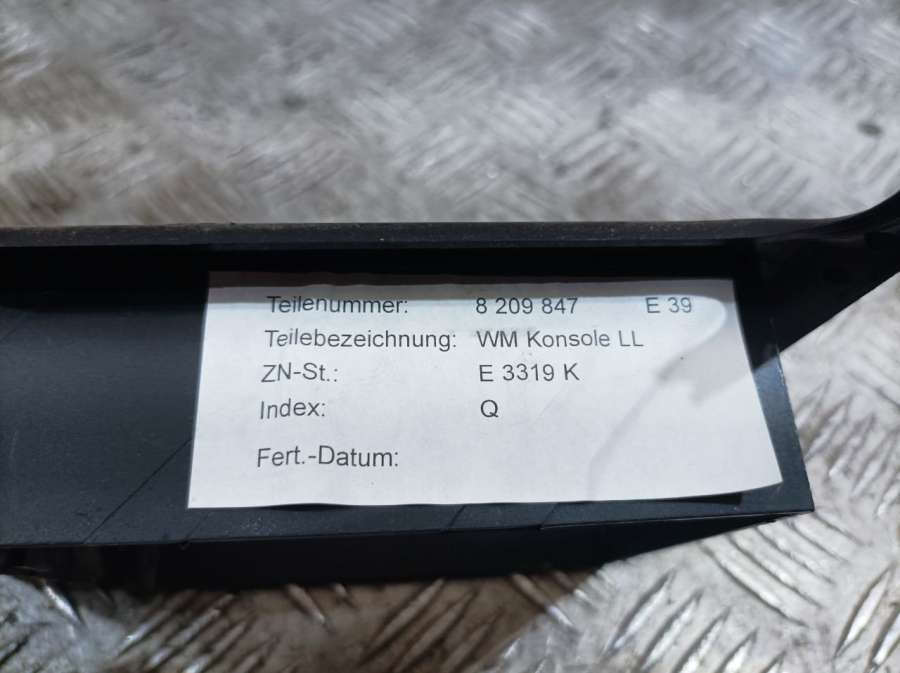 Teilenummer: 8 209 847 E 39
Teilebezeichnung: WM Konsole LL
ZN-St.: E 3319 K
Index: Q
Fert.-Datum: